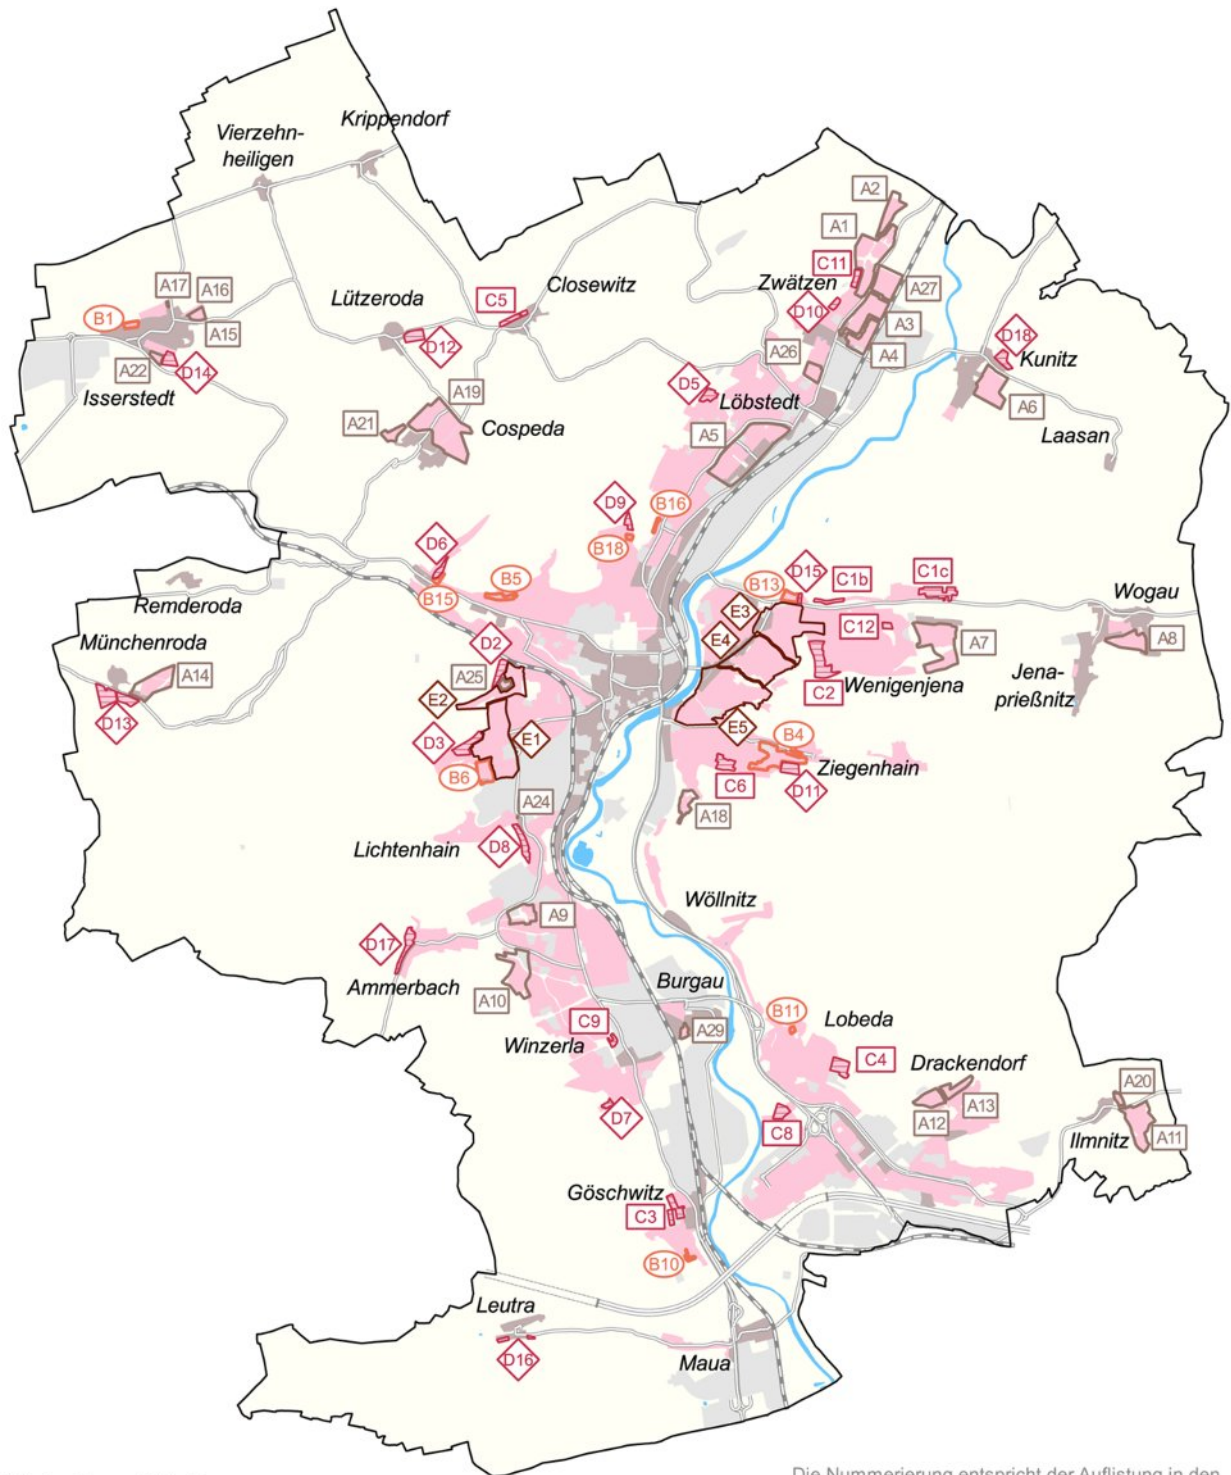 Krippendorf
Vierzehn-
heiligen
A2
A1
C11
Zwätzen
A27
D10
A3
A26
A4
A17
A16
B1
A15
A22
D14
Isserstedt
Lützeroda
C5
Closewitz
D12
A19
A21
Cospeda
D18
Kunitz
A6
Laasan
D5
Löbstedt
A5
D9
B16
B18
D6
B15
B5
D15
C1b
C1c
B13
Wogau
E3
C12
E4
A7
A8
Wenigenjena
Jena-
prießnitz
C2
Remderoda
Münchenroda
A14
D13
D2
A25
E2
E1
D3
B6
E5
B4
Ziegenhain
C6
D11
A18
A24
Lichtenhain
D8
A9
Wöllnitz
D17
Ammerbach
A10
Burgau
C9
A29
Winzerla
B11
Lobeda
C4
Drackendorf
A13
A12
A20
Ilmnitz
A11
D7
C8
Göschwitz
C3
B10
Leutra
D16
Maua
Die Nummerierung entspricht der Auflistung in den